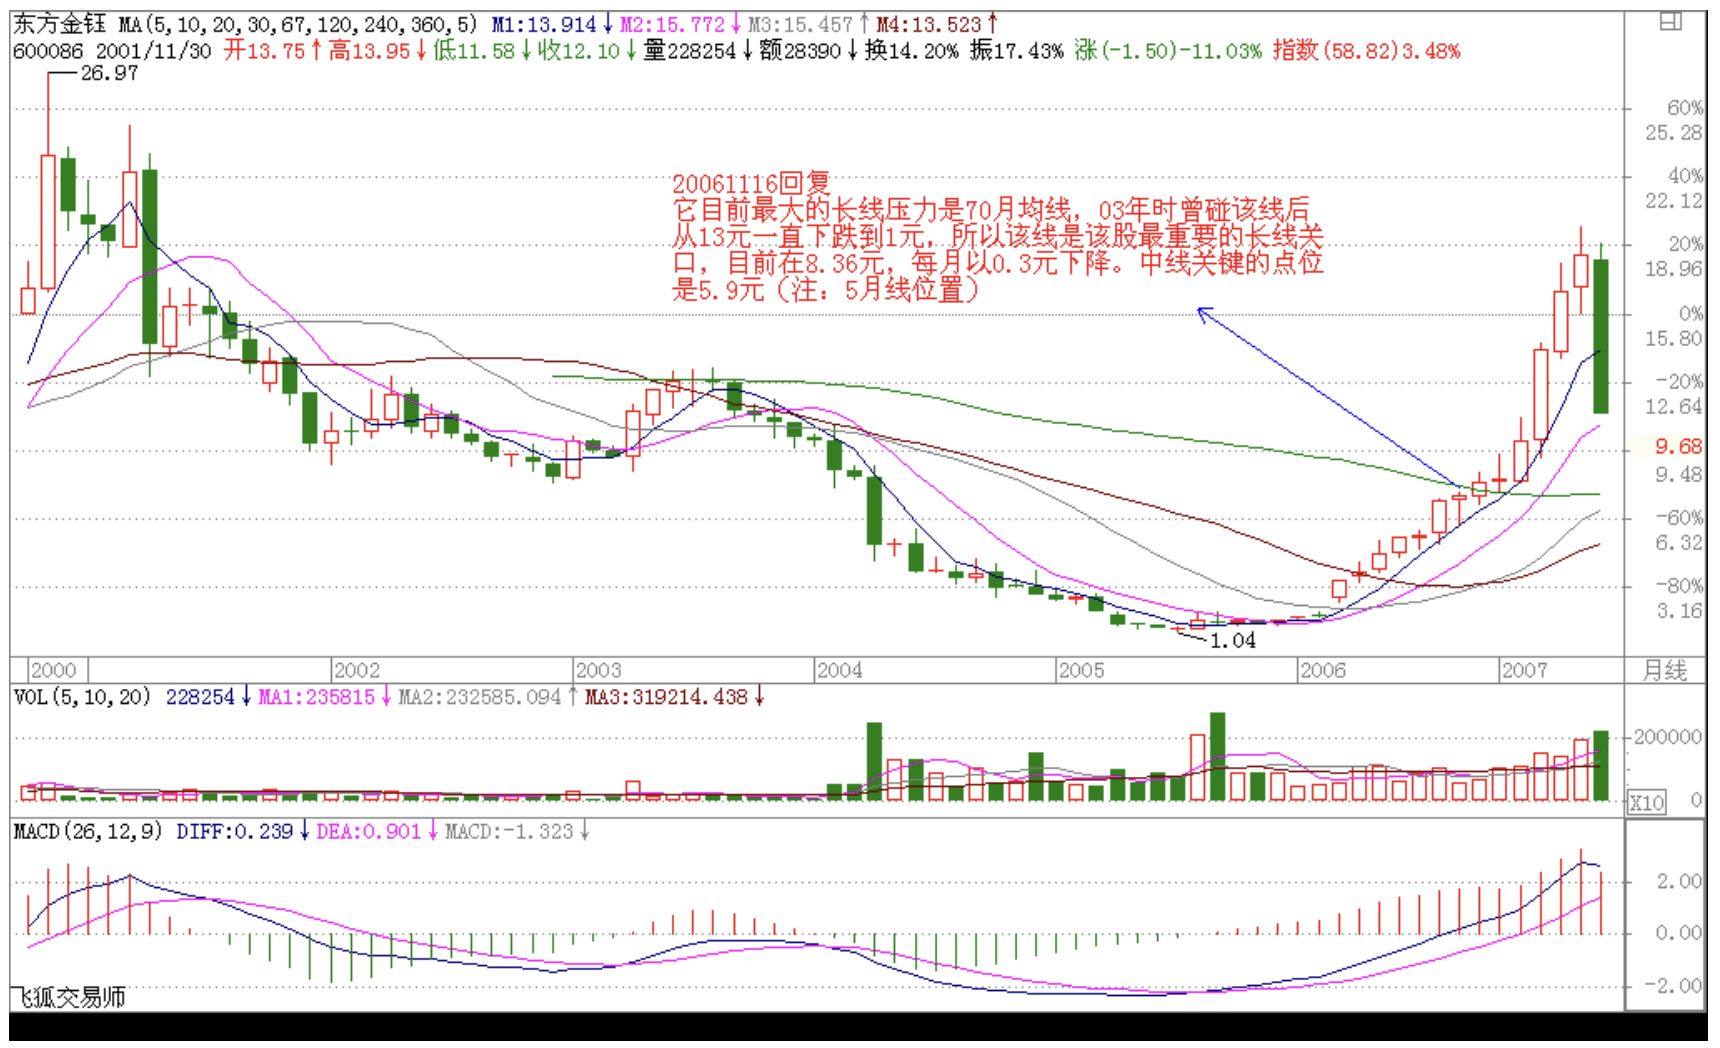 东方金钰 MA(5,10,20,30,67,120,240,360,5) M1:13.914↓ M2:15.772↓ M3:15.457↑ M4:13.523↑
600086 2001/11/30 开13.75↑ 高13.95↓ 低11.58↓ 收12.10↓ 量228254↓ 额28390↓ 换14.20% 振17.43% 涨(-1.50)-11.03% 指数(58.82)3.48%
26.97
60%
25.28
40%
22.12
20%
18.96
0%
15.80
-20%
12.64
9.68
9.48
-60%
6.32
-80%
3.16
20061116回复
它目前最大的长线压力是70月均线，03年时曾碰该线后
从13元一直下跌到1元，所以该线是该股最重要的长线关
口，目前在8.36元，每月以0.3元下降。中线关键的点位
是5.9元（注：5月线位置）
1.04
2000 2002 2003 2004 2005 2006 2007 月线
VOL(5,10,20) 228254↓ MA1:235815↓ MA2:232585.094↑ MA3:319214.438↓
200000
0
X10
MACD(26,12,9) DIFF:0.239↓ DEA:0.901↓ MACD:-1.323↓
2.00
0.00
-2.00
飞狐交易师